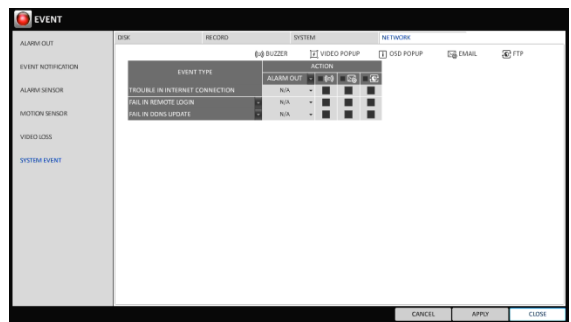 EVENT
DISK RECORD SYSTEM NETWORK
ALARM OUT
EVENT NOTIFICATION
ALARM SENSOR
MOTION SENSOR
VIDEO LOSS
SYSTEM EVENT
BUZZER VIDEO POPUP OSD POPUP EMAIL FTP
EVENT TYPE ACTION
ALARM OUT
TROUBLE IN INTERNET CONNECTION N/A
FAIL IN REMOTE LOGIN N/A
FAIL IN DDNS UPDATE N/A
CANCEL APPLY CLOSE